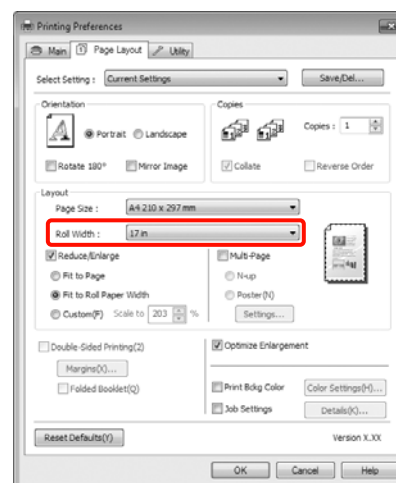 Printing Preferences
Main Page Layout Utility
Select Setting : Current Settings Save/Del...
Orientation
Portrait Landscape
Rotate 180° Mirror Image
Copies
Copies : 1
Collate Reverse Order
Layout
Page Size : A4 210 x 297 mm
Roll Width : 17 in
Reduce/Enlarge
Fit to Page
Fit to Roll Paper Width
Custom(F) Scale to 203 %
Multi-Page
N-up
Poster(N)
Settings...
Double-Sided Printing(2)
Margins(X)...
Folded Booklet(Q)
Optimize Enlargement
Print Bckg Color Color Settings(H)...
Job Settings Details(K)...
Reset Defaults(Y) Version X.XX
OK Cancel Help